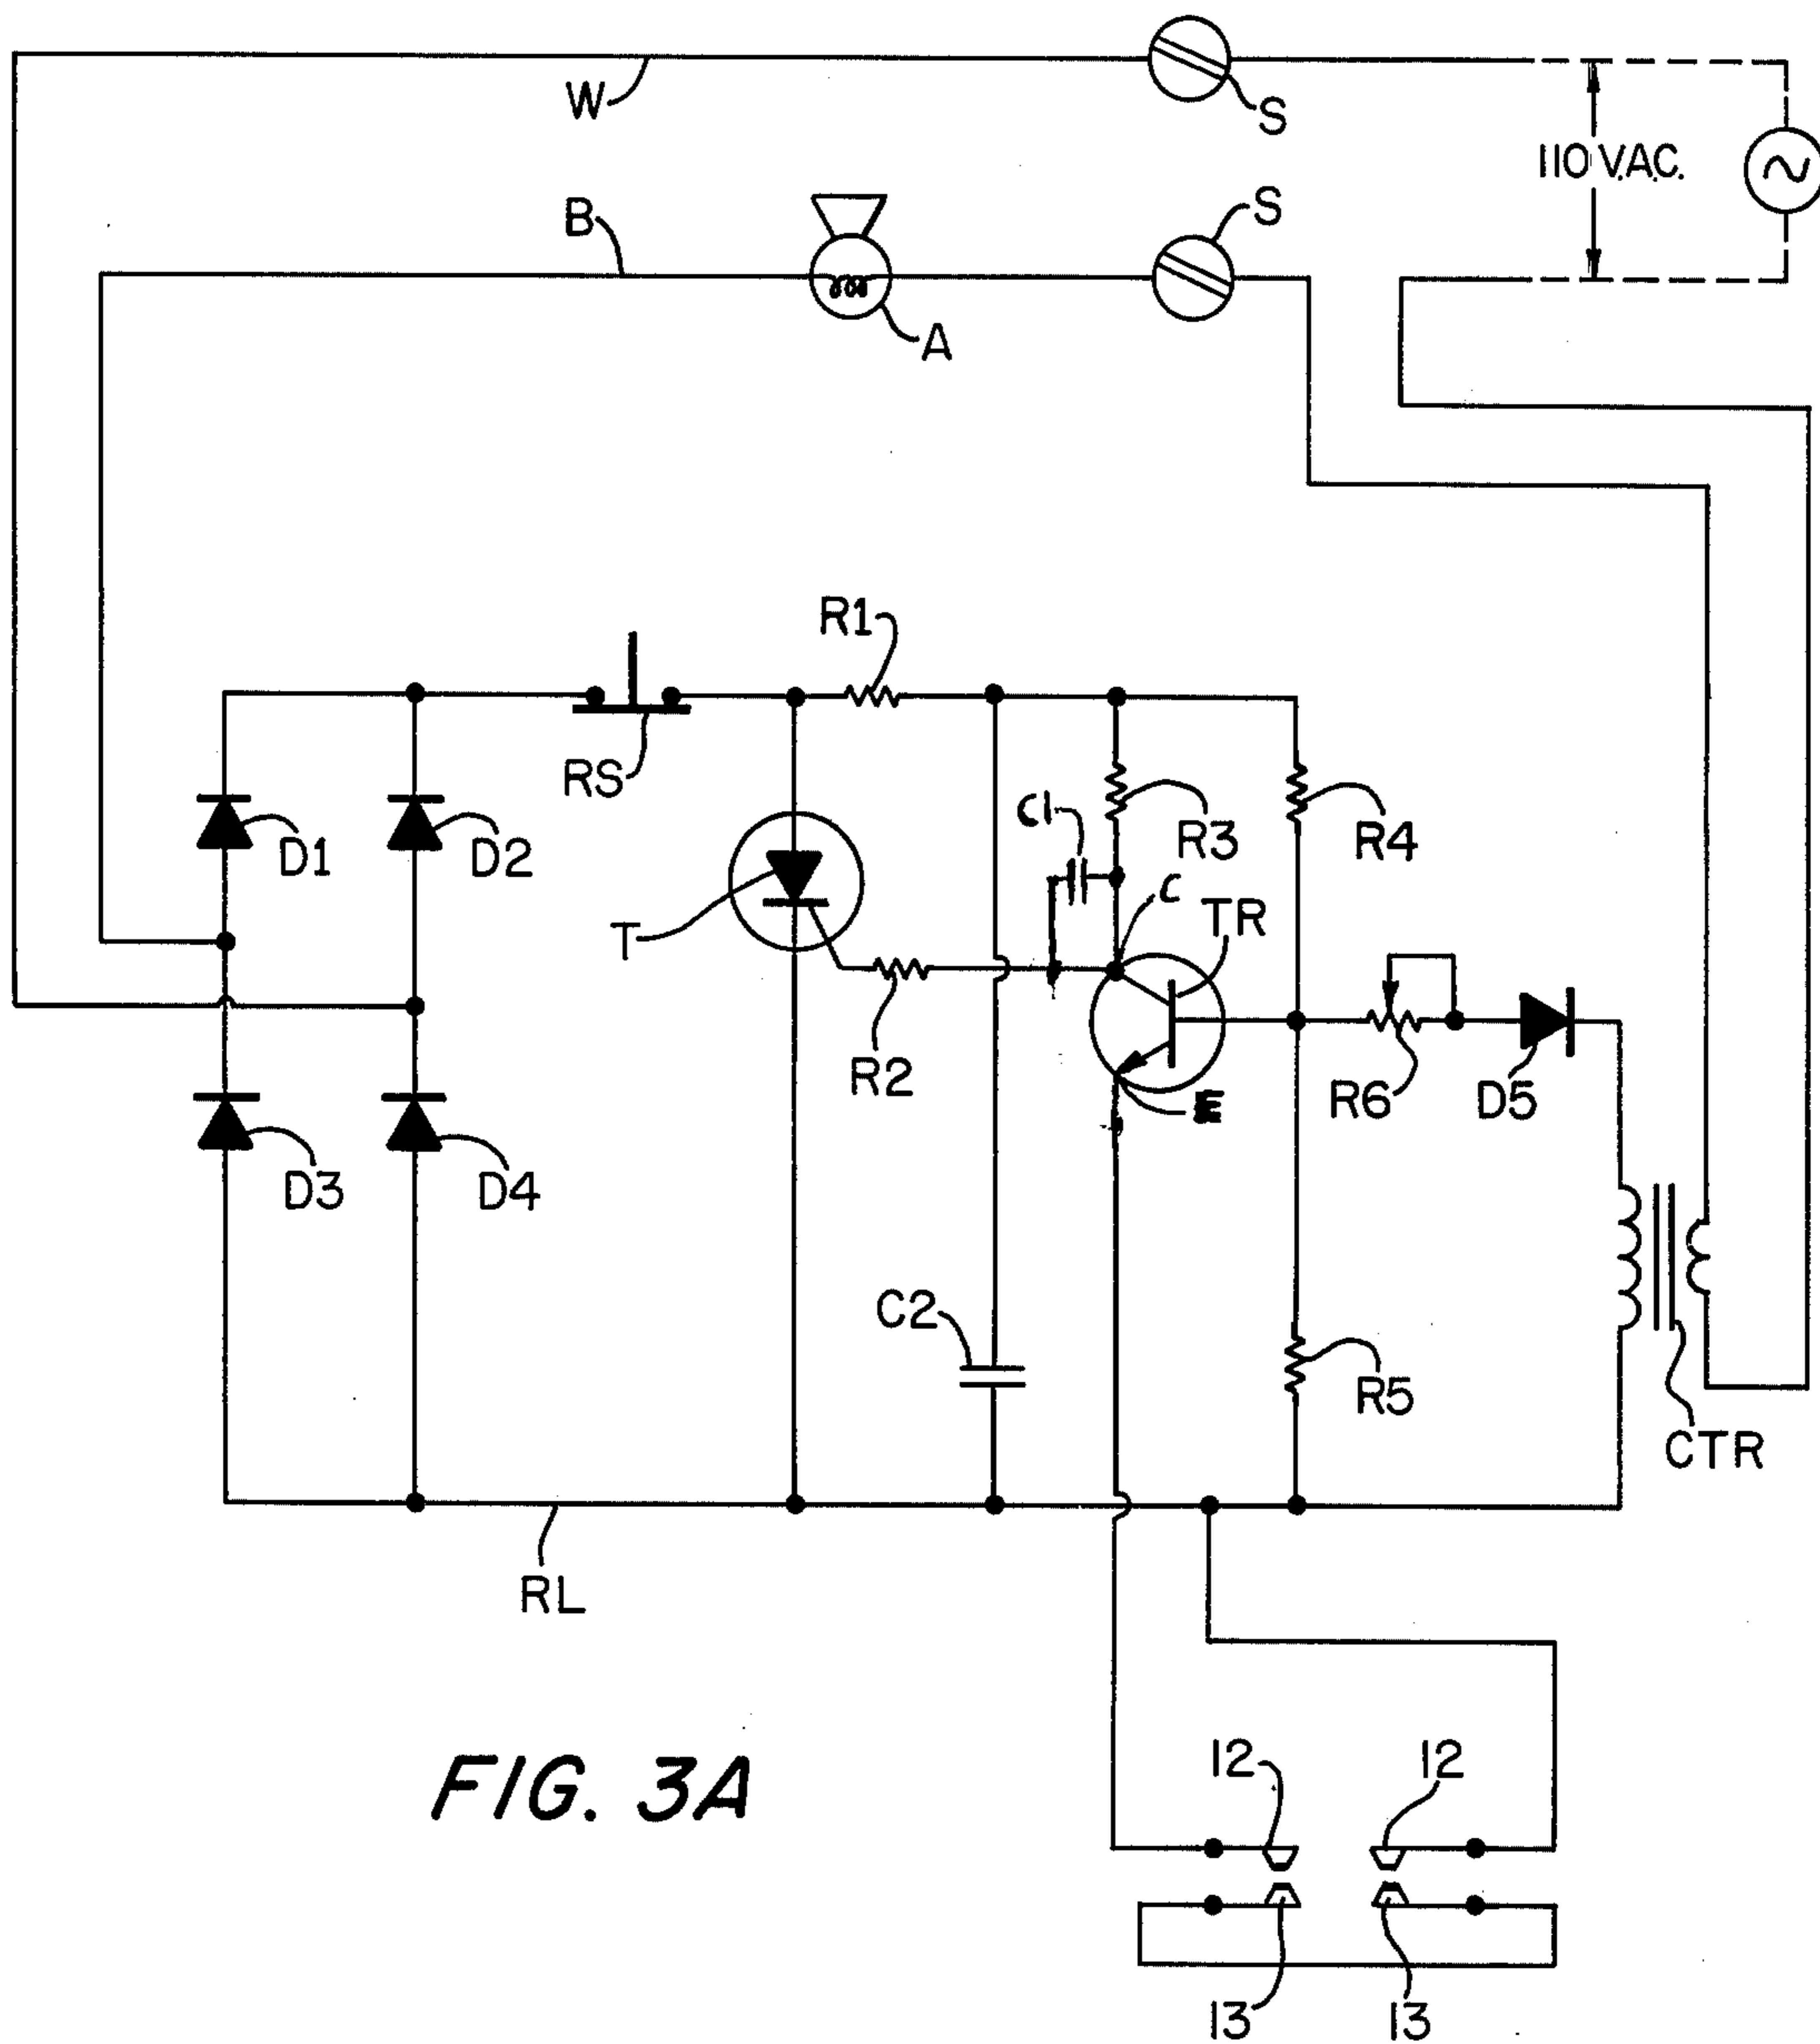 W
S
110 V.A.C.
B
S
A
R1
RS
D1
D2
C1
R3
R4
C
TR
T
R2
E
R6
D5
D3
D4
C2
R5
CTR
RL
FIG. 3A
12
12
13
13